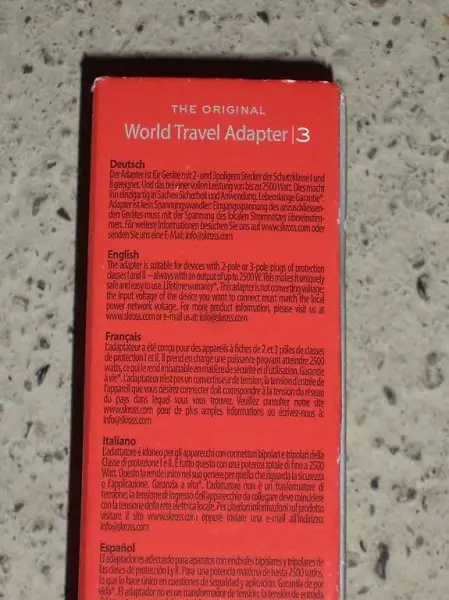 THE ORIGINAL
World Travel Adapter|3
Deutsch
Der Adapter ist für Geräte mit 2- und 3poligem Stecker der Schutzklasse I und
II geeignet. Und das bei einer vollen Leistung von bis zu 2500 Watt. Dies macht
ihn einzigartig in Sachen Sicherheit und Anwendung. Lebenslange Garantie*.
Adapter ist kein Spannungswandler: Eingangsspannung des anzuschliessen-
den Gerätes muss mit der Spannung des lokalen Stromnetzes übereinstim-
men. Für weitere Informationen besuchen Sie uns auf www.skross.com oder
senden Sie uns eine E-Mail: info@skross.com
English
The adapter is suitable for devices with 2-pole or 3-pole plugs of protection
classes I and II – always with an output of up to 2500 W. This makes it uniquely
safe and easy to use. Lifetime warranty*. This adapter is not converting voltage:
the input voltage of the device you want to connect must match the local
power network voltage. For more product information, please visit us at
www.skross.com or e-mail us at: info@skross.com
Français
L'adaptateur a été conçu pour des appareils à fiches de 2 et 3 pôles de classes
de protection I et II. Il prend en charge une puissance pouvant atteindre 2500
watts, ce qui le rend imbattable en matière de sécurité et d'utilisation. Garantie
à vie*. L'adaptateur n'est pas un convertisseur de tension; la tension d'entrée de
l'appareil que vous désirez connecter doit correspondre à la tension du réseau
du pays dans lequel vous vous trouvez. Veuillez consulter notre site
www.skross.com pour de plus amples informations ou écrivez-nous à:
info@skross.com
Italiano
L'adattatore è idoneo per gli apparecchi con connettori bipolari e tripolari della
Classe di protezione I e II. E tutto questo con una potenza totale di fino a 2500
Watt. Questo lo rende unico nel suo genere per quello che riguarda la sicurezza
e l'applicazione. Garanzia a vita*. L'adattatore non è un trasformatore di
tensione; la tensione di ingresso dell'apparecchio da collegare deve coincidere
con la tensione della rete elettrica locale. Per ulteriori informazioni sul prodotto
visitare il sito www.skross.com oppure inviare una e-mail all'indirizzo:
info@skross.com
Español
El adaptador es adecuado para aparatos con enchufes bipolares y tripolares de
las clases de protección I y II. Para una potencia máxima de hasta 2500 vatios,
lo que lo hace único en cuestiones de seguridad y aplicación. Garantía de por
vida*. El adaptador no es un transformador de tensión; la tensión de entrada